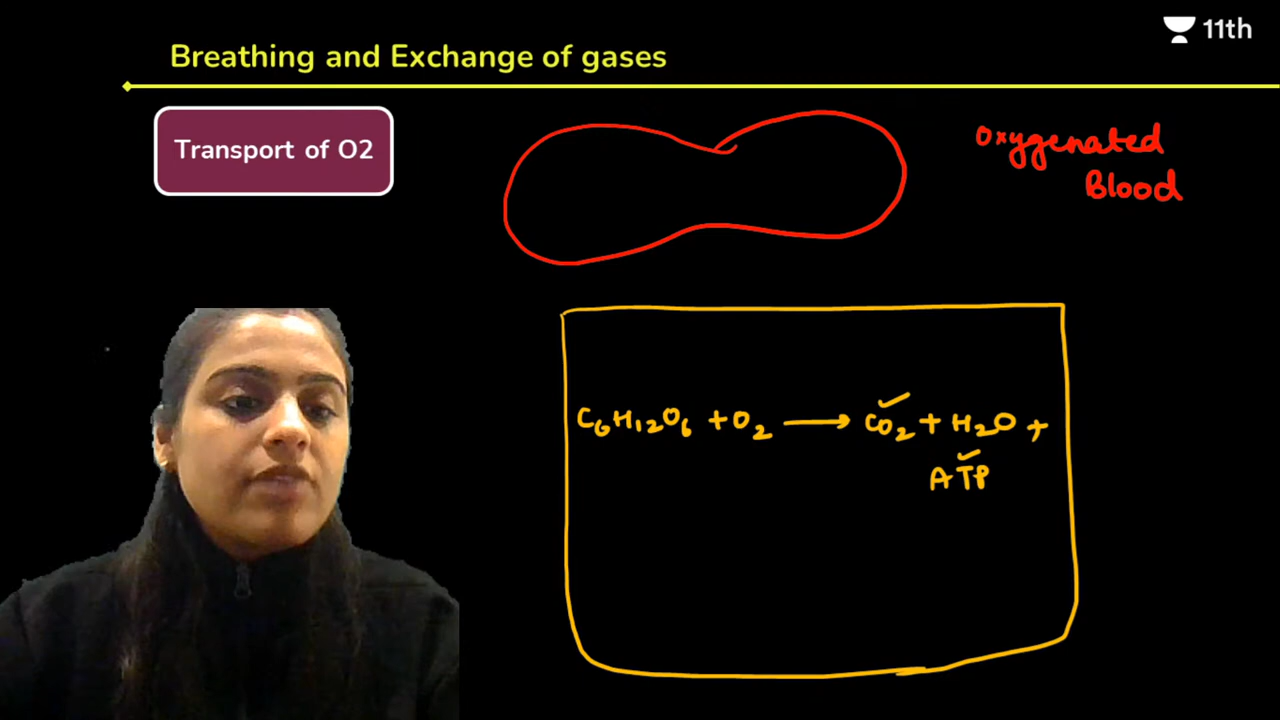 11th
Breathing and Exchange of gases
Transport of O2
Oxygenated
Blood
C6H12O6 + O2 ⟶ CO2 + H2O +
ATP